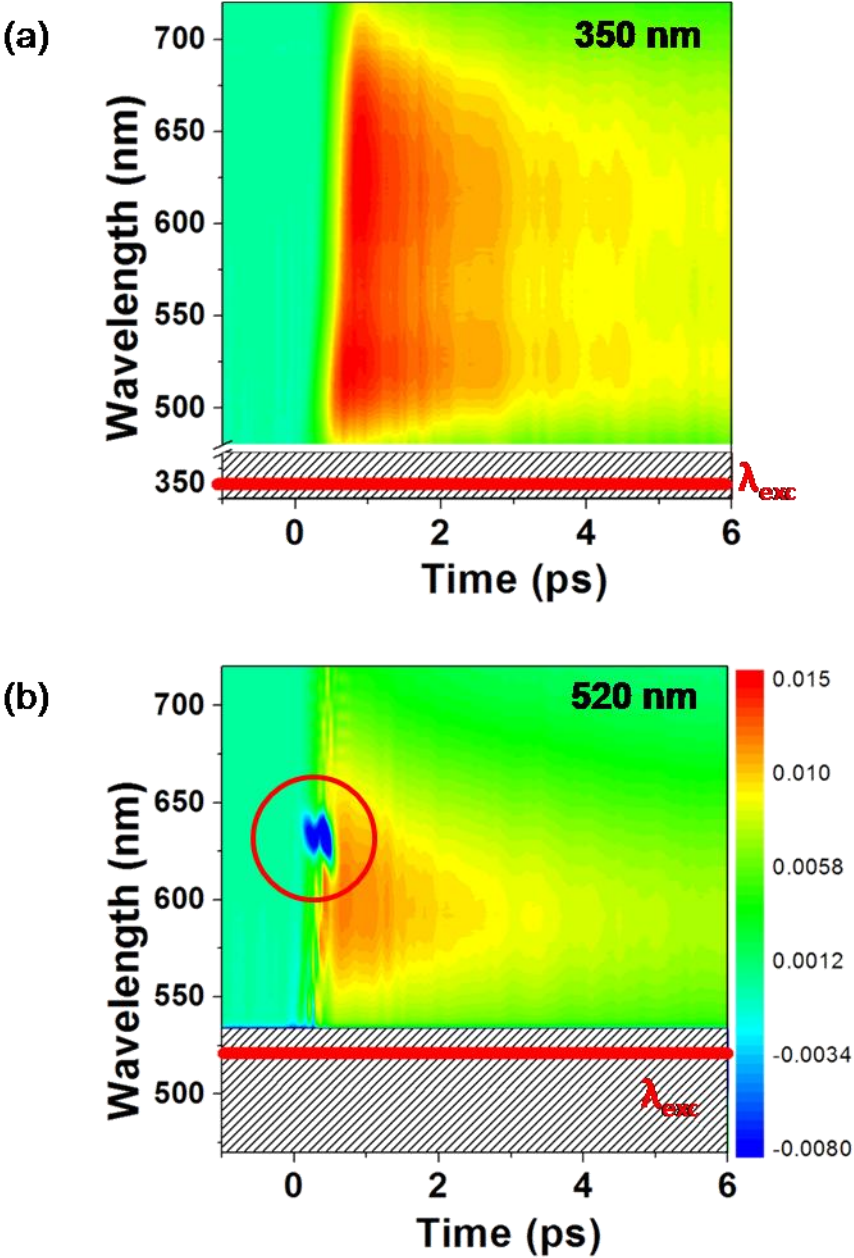 (a)
350 nm
Wavelength (nm)
700
650
600
550
500
350
λexc
0 2 4 6
Time (ps)
(b)
520 nm
Wavelength (nm)
700
650
600
550
500
λexc
0 2 4 6
Time (ps)
0.015
0.010
0.0058
0.0012
-0.0034
-0.0080